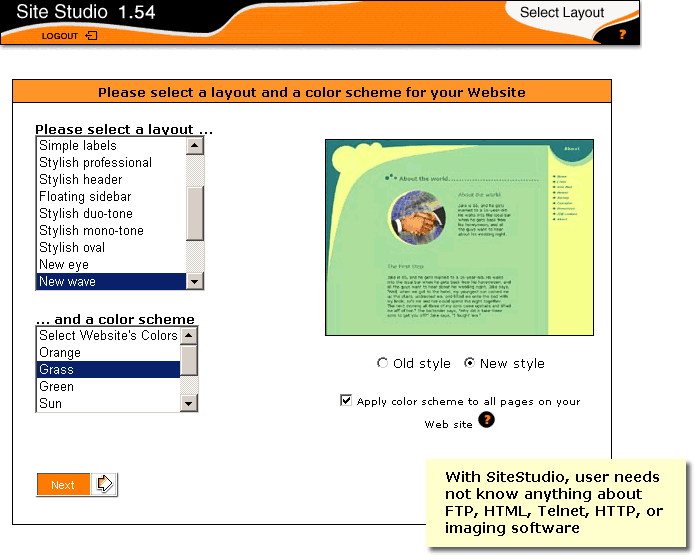 Site Studio 1.54
Select Layout
LOGOUT
?
Please select a layout and a color scheme for your Website
Please select a layout ...
Simple labels
Stylish professional
Stylish header
Floating sidebar
Stylish duo-tone
Stylish mono-tone
Stylish oval
New eye
New wave
... and a color scheme
Select Website's Colors
Orange
Grass
Green
Sun
About
About the world
About the world
The First Step
Old style
New style
Apply color scheme to all pages on your
Web site ?
Next
With SiteStudio, user needs
not know anything about
FTP, HTML, Telnet, HTTP, or
imaging software